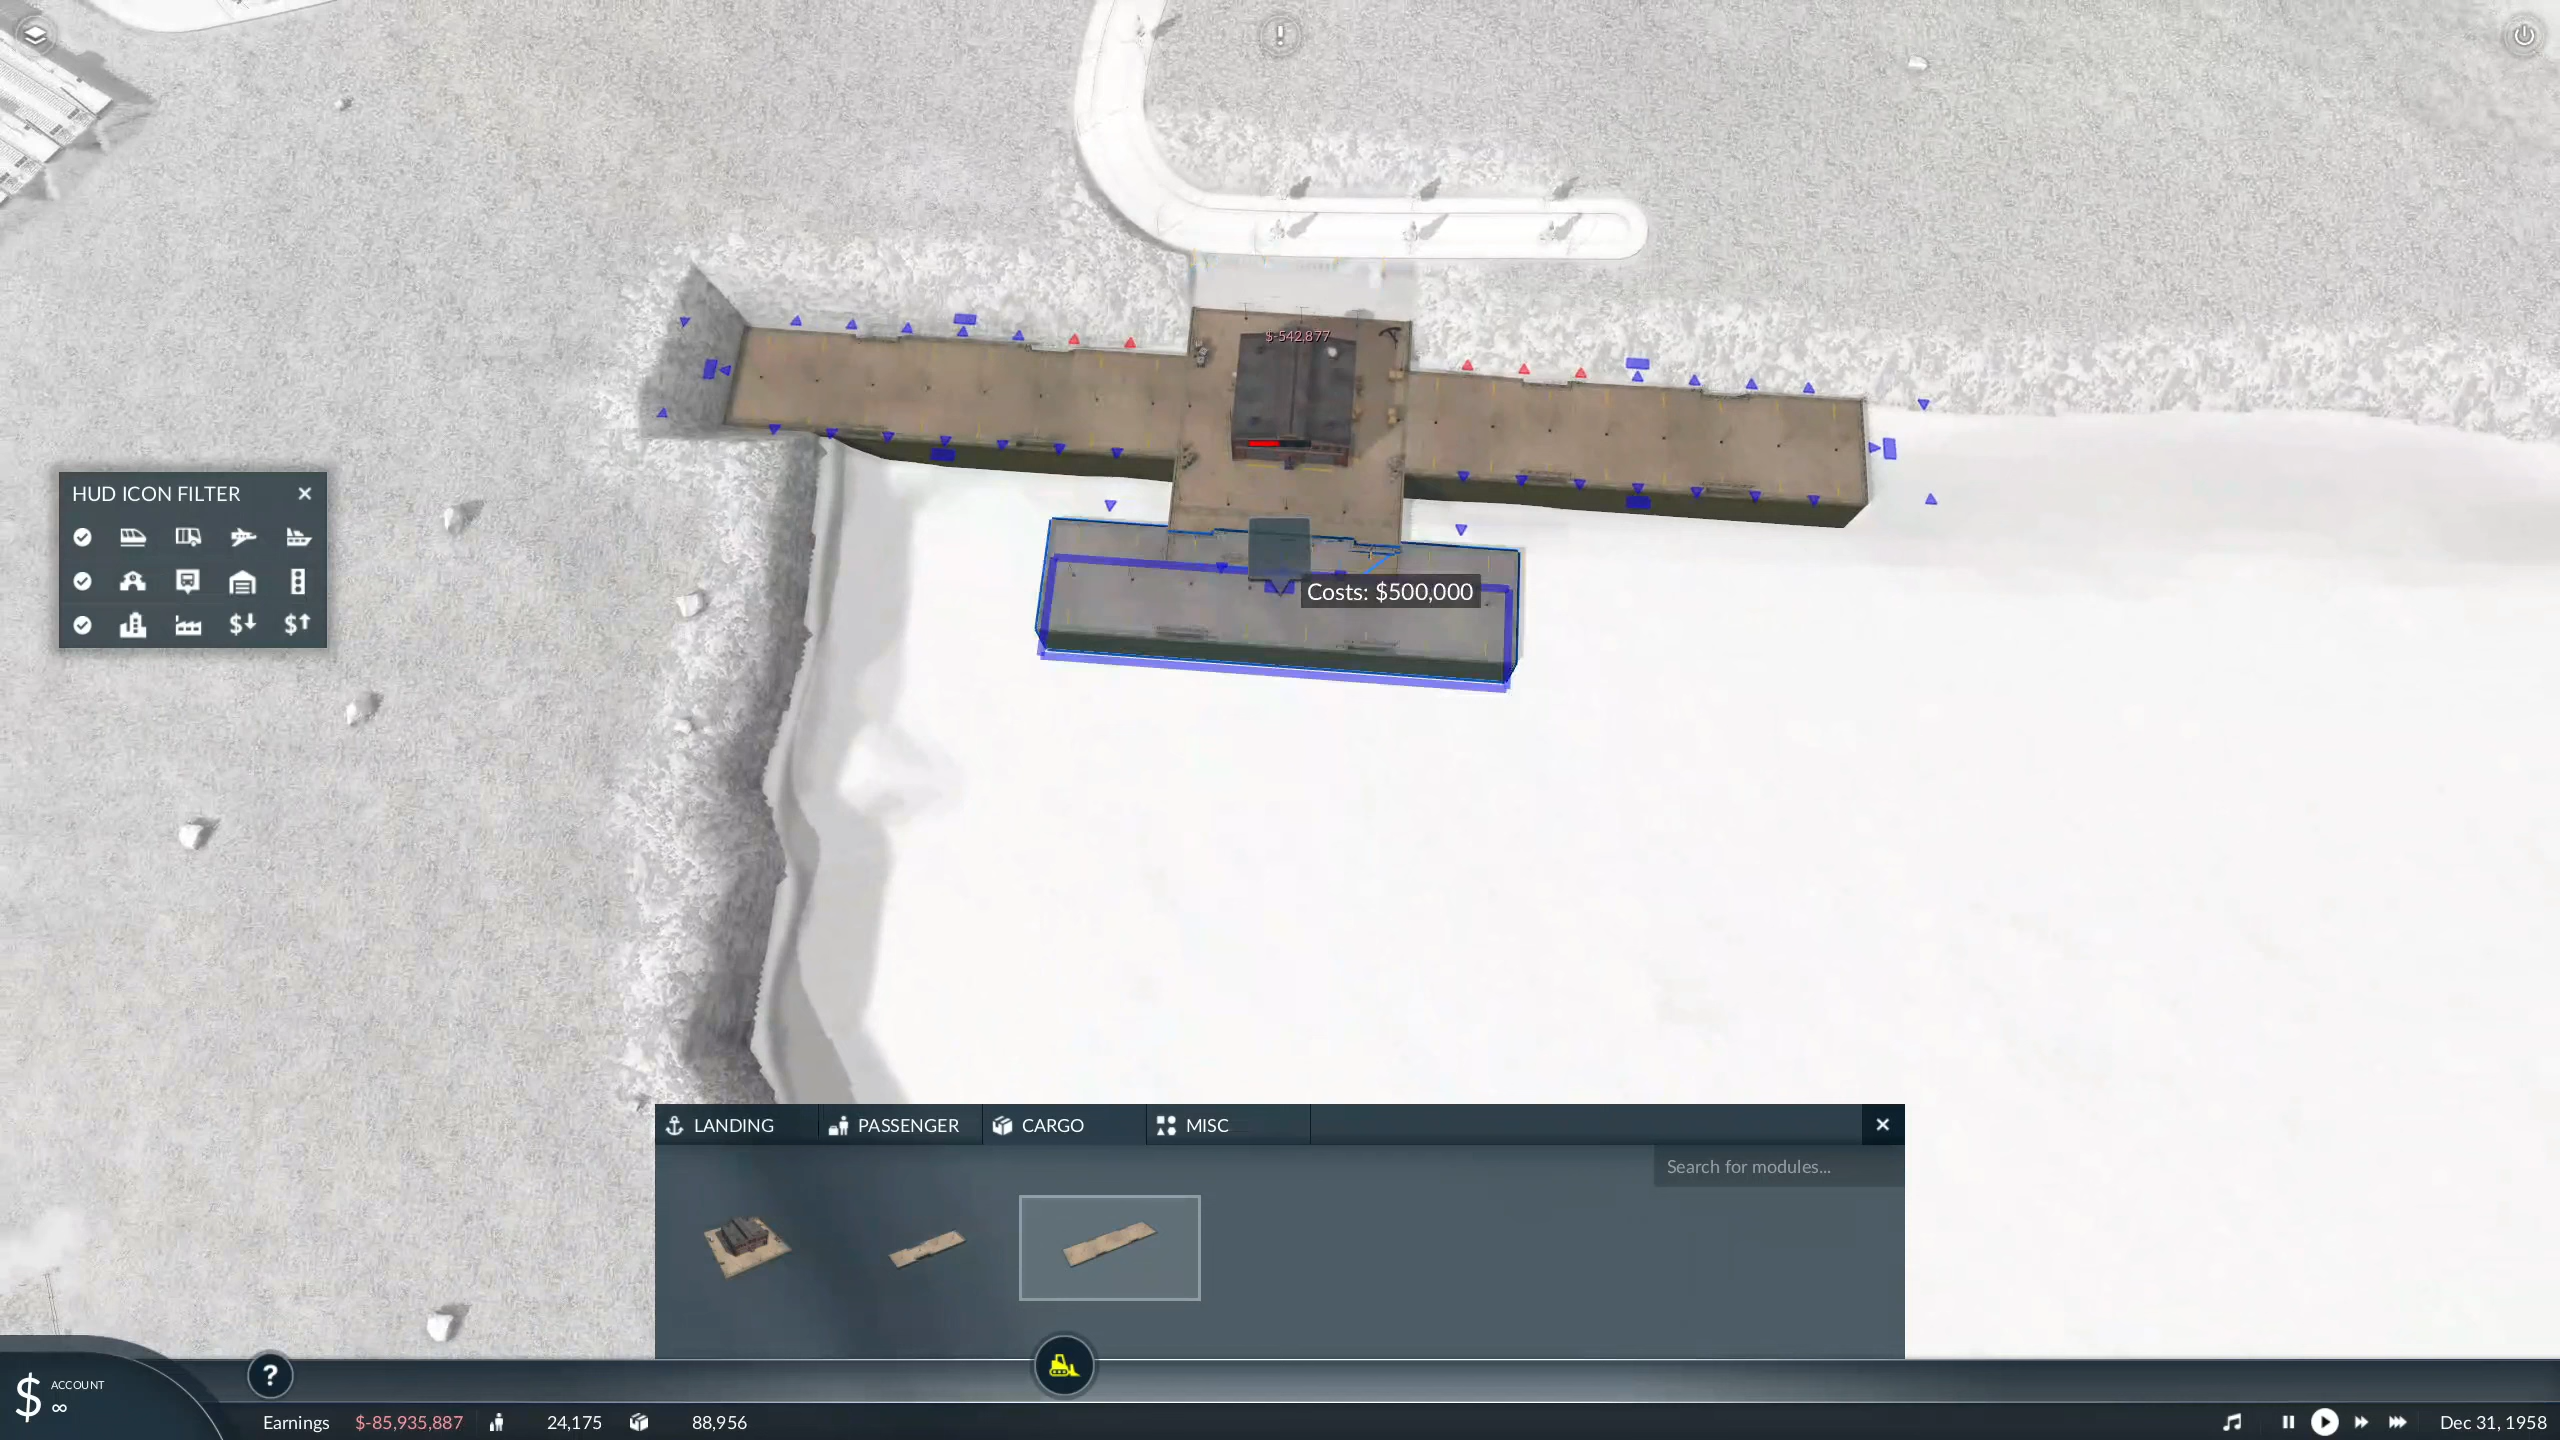 $-542,877
HUD ICON FILTER
Costs: $500,000
LANDING
PASSENGER
CARGO
MISC
Search for modules...
ACCOUNT
∞
Earnings $-85,935,887 24,175 88,956
Dec 31, 1958